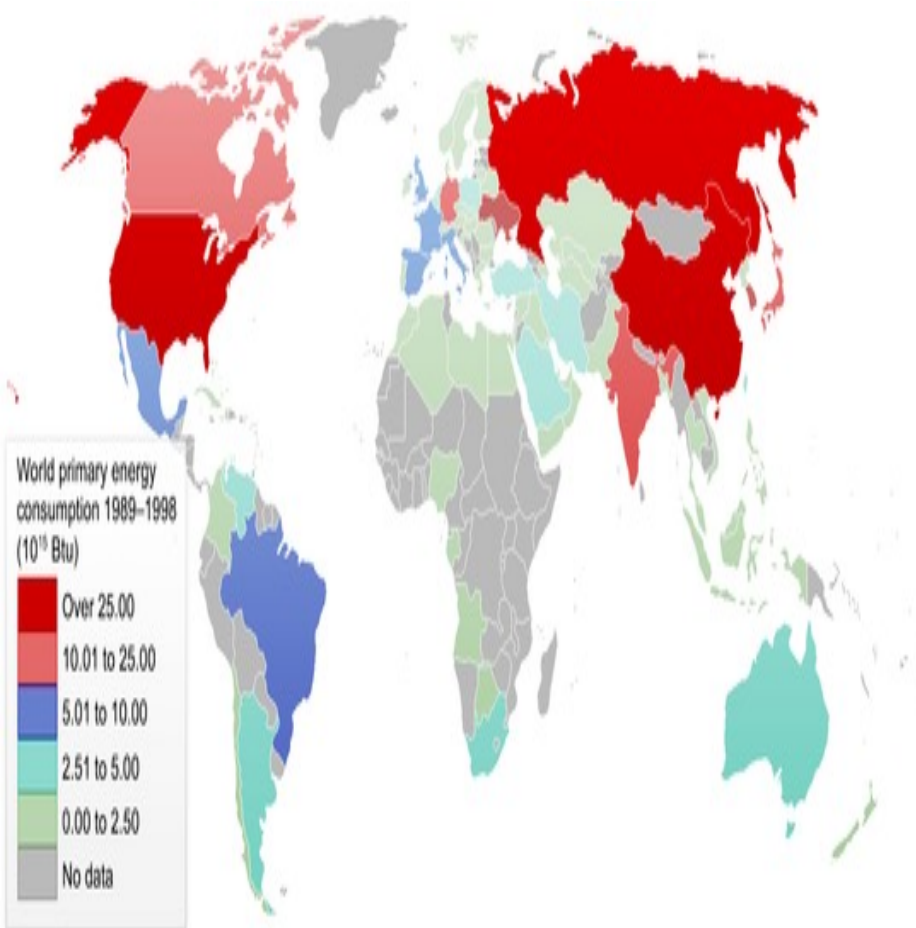 World primary energy
consumption 1989–1998
(10¹⁵ Btu)
Over 25.00
10.01 to 25.00
5.01 to 10.00
2.51 to 5.00
0.00 to 2.50
No data